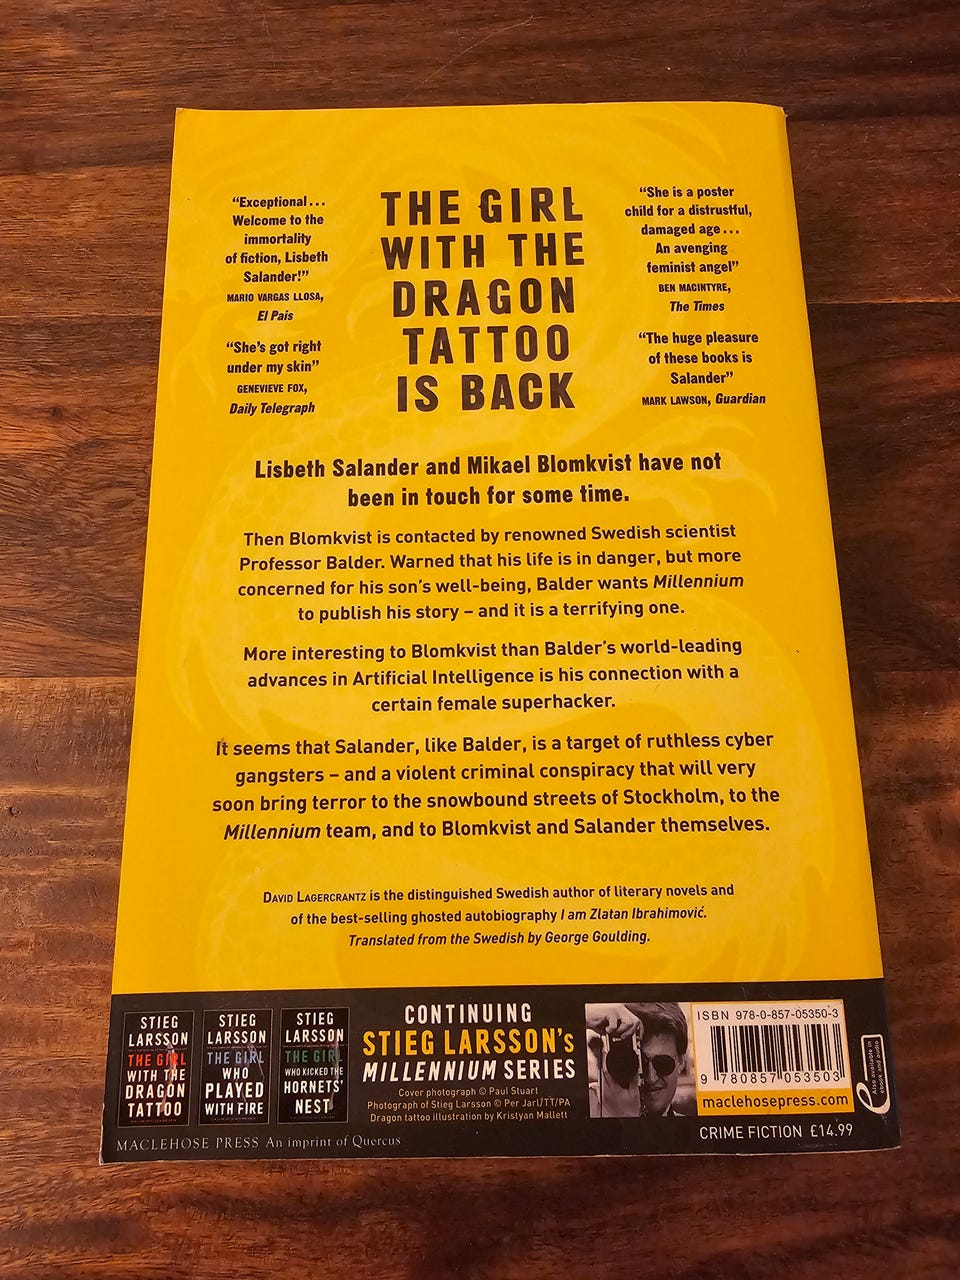 THE GIRL
WITH THE
DRAGON
TATTOO
IS BACK
“Exceptional...
Welcome to the
immortality
of fiction, Lisbeth
Salander!”
MARIO VARGAS LLOSA,
El Pais
“She’s got right
under my skin”
GENEVIEVE FOX,
Daily Telegraph
“She is a poster
child for a distrustful,
damaged age...
An avenging
feminist angel”
BEN MACINTYRE,
The Times
“The huge pleasure
of these books is
Salander”
MARK LAWSON, Guardian
Lisbeth Salander and Mikael Blomkvist have not
been in touch for some time.
Then Blomkvist is contacted by renowned Swedish scientist
Professor Balder. Warned that his life is in danger, but more
concerned for his son’s well-being, Balder wants Millennium
to publish his story – and it is a terrifying one.
More interesting to Blomkvist than Balder’s world-leading
advances in Artificial Intelligence is his connection with a
certain female superhacker.
It seems that Salander, like Balder, is a target of ruthless cyber
gangsters – and a violent criminal conspiracy that will very
soon bring terror to the snowbound streets of Stockholm, to the
Millennium team, and to Blomkvist and Salander themselves.
DAVID LAGERCRANTZ is the distinguished Swedish author of literary novels and
of the best-selling ghosted autobiography I am Zlatan Ibrahimović.
Translated from the Swedish by George Goulding.
STIEG
LARSSON
THE GIRL
WITH THE
DRAGON
TATTOO
STIEG
LARSSON
THE GIRL
WHO
PLAYED
WITH FIRE
STIEG
LARSSON
THE GIRL
WHO KICKED THE
HORNETS’
NEST
CONTINUING
STIEG LARSSON’s
MILLENNIUM SERIES
Cover photograph © Paul Stuart
Photograph of Stieg Larsson © Per Jarl/TT/PA
Dragon tattoo illustration by Kristyan Mallett
ISBN 978-0-857-05350-3
9 780857 053503
maclehosepress.com
e
Also available in
ebook and audio
MACLEHOSE PRESS An imprint of Quercus
CRIME FICTION £14.99